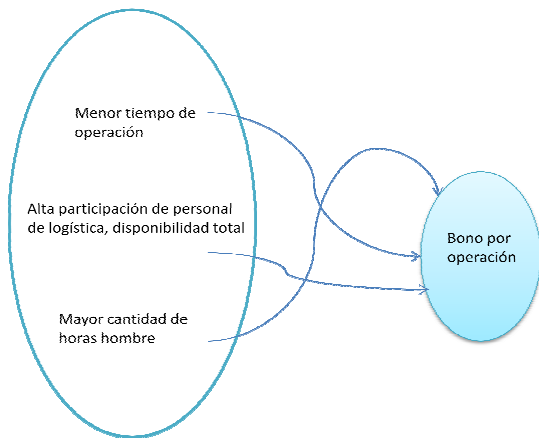 Menor tiempo de
operación
Alta participación de personal
de logística, disponibilidad total
Mayor cantidad de
horas hombre
Bono por
operación